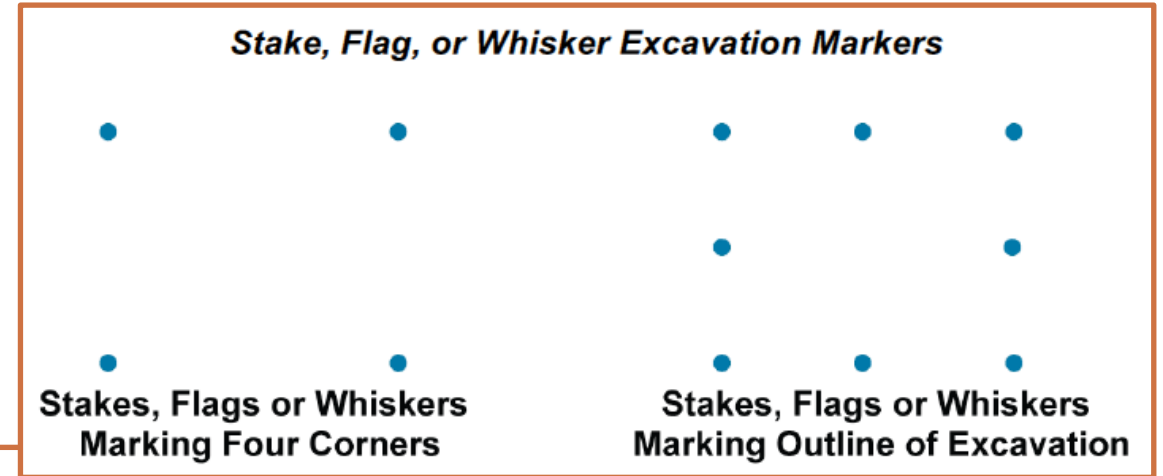 Stake, Flag, or Whisker Excavation Markers
Stakes, Flags or Whiskers
Marking Four Corners
Stakes, Flags or Whiskers
Marking Outline of Excavation